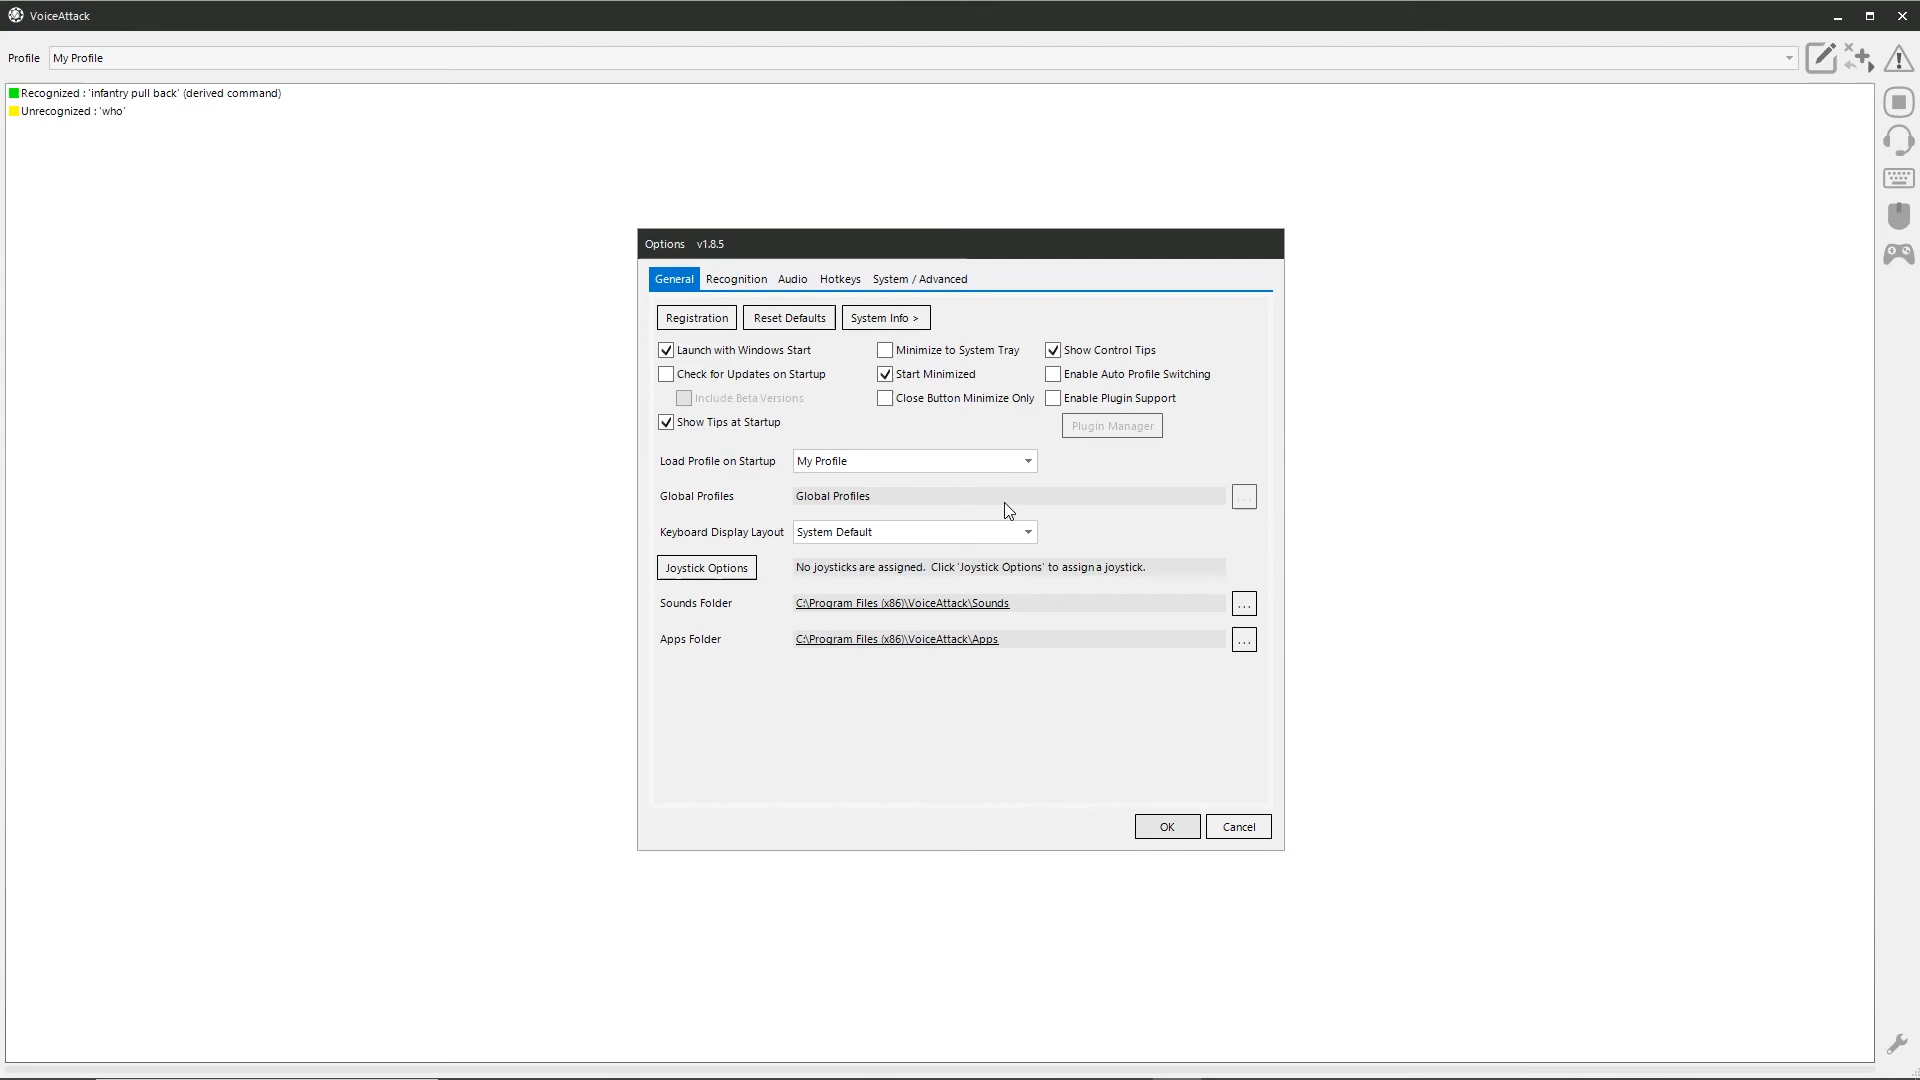 VoiceAttack
Profile My Profile
Recognized : 'infantry pull back' (derived command)
Unrecognized : 'who'
Options v1.8.5
General Recognition Audio Hotkeys System / Advanced
Registration Reset Defaults System Info >
Launch with Windows Start Minimize to System Tray Show Control Tips
Check for Updates on Startup Start Minimized Enable Auto Profile Switching
Include Beta Versions Close Button Minimize Only Enable Plugin Support
Show Tips at Startup Plugin Manager
Load Profile on Startup My Profile
Global Profiles Global Profiles ...
Keyboard Display Layout System Default
Joystick Options No joysticks are assigned. Click 'Joystick Options' to assign a joystick.
Sounds Folder C:\Program Files (x86)\VoiceAttack\Sounds ...
Apps Folder C:\Program Files (x86)\VoiceAttack\Apps ...
OK Cancel